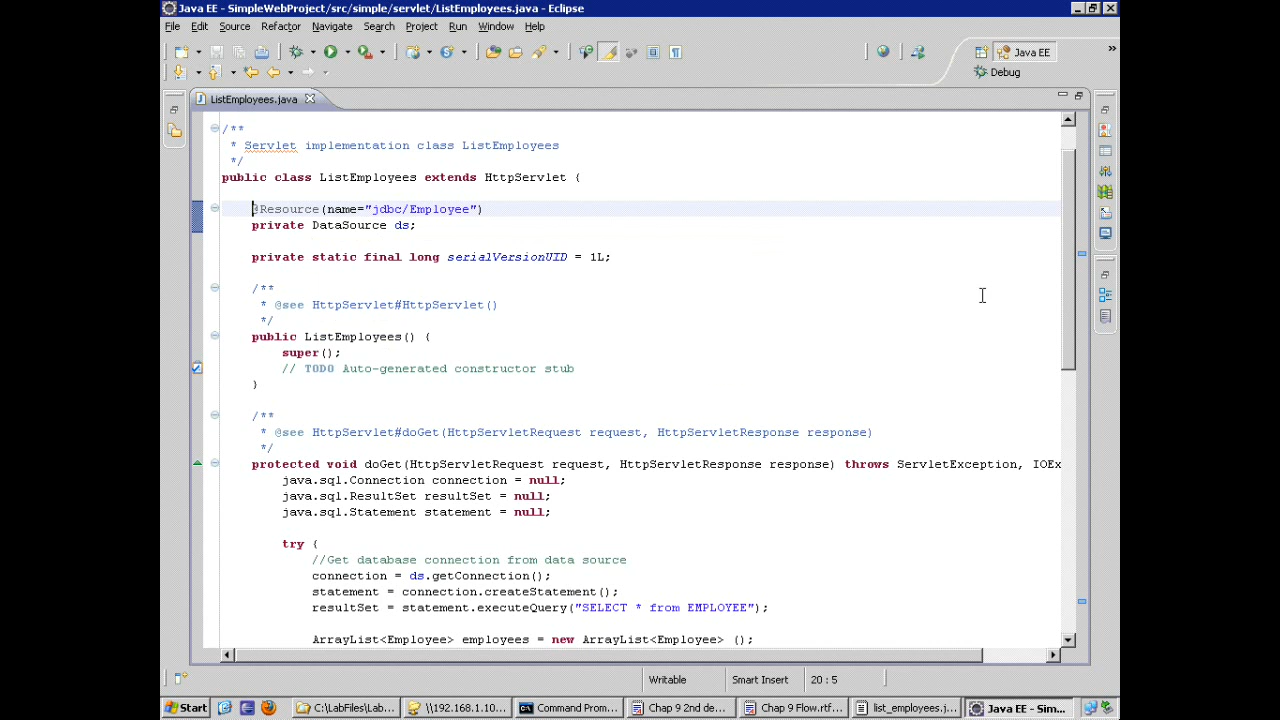 Java EE - SimpleWebProject/src/simple/servlet/ListEmployees.java - Eclipse
File Edit Source Refactor Navigate Search Project Run Window Help
Java EE
Debug
ListEmployees.java
/**
* Servlet implementation class ListEmployees
*/
public class ListEmployees extends HttpServlet {
@Resource(name="jdbc/Employee")
private DataSource ds;
private static final long serialVersionUID = 1L;
/**
* @see HttpServlet#HttpServlet()
*/
public ListEmployees() {
super();
// TODO Auto-generated constructor stub
}
/**
* @see HttpServlet#doGet(HttpServletRequest request, HttpServletResponse response)
*/
protected void doGet(HttpServletRequest request, HttpServletResponse response) throws ServletException, IOEx
java.sql.Connection connection = null;
java.sql.ResultSet resultSet = null;
java.sql.Statement statement = null;
try {
//Get database connection from data source
connection = ds.getConnection();
statement = connection.createStatement();
resultSet = statement.executeQuery("SELECT * from EMPLOYEE");
ArrayList<Employee> employees = new ArrayList<Employee> ();
Writable Smart Insert 20 : 5
Start C:\LabFiles\Lab... \\192.168.1.10... Command Prom... Chap 9 2nd de... Chap 9 Flow.rtf... list_employees.j... Java EE - Sim...